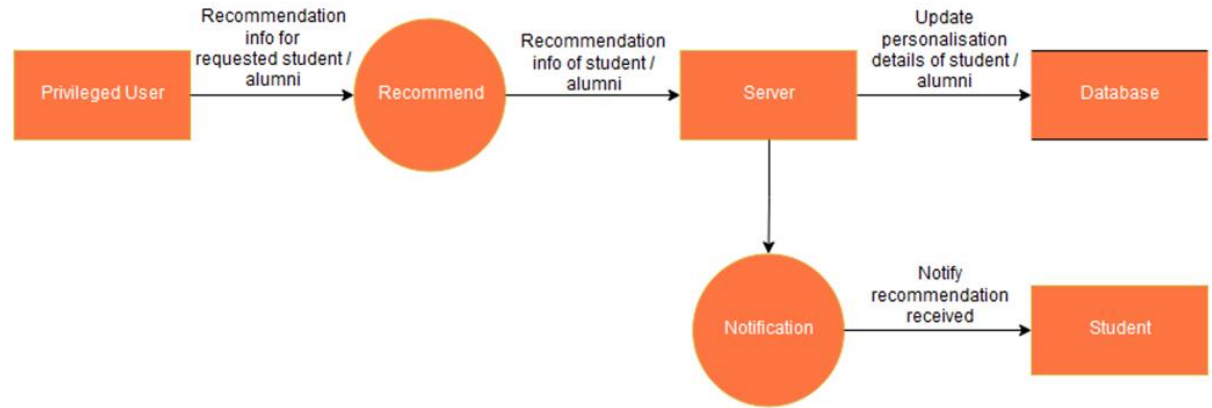 Recommendation
info for
requested student /
alumni
Recommendation
info of student /
alumni
Update
personalisation
details of student /
alumni
Privileged User
Recommend
Server
Database
Notify
recommendation
received
Notification
Student